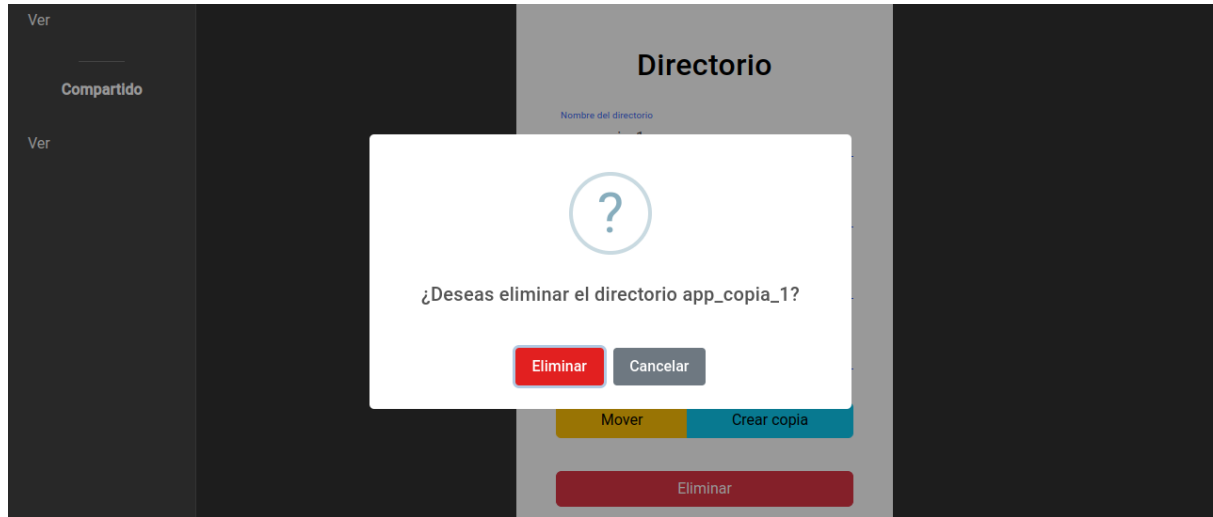 Ver
Compartido
Ver
Directorio
Nombre del directorio
?
¿Deseas eliminar el directorio app_copia_1?
Eliminar
Cancelar
Mover
Crear copia
Eliminar